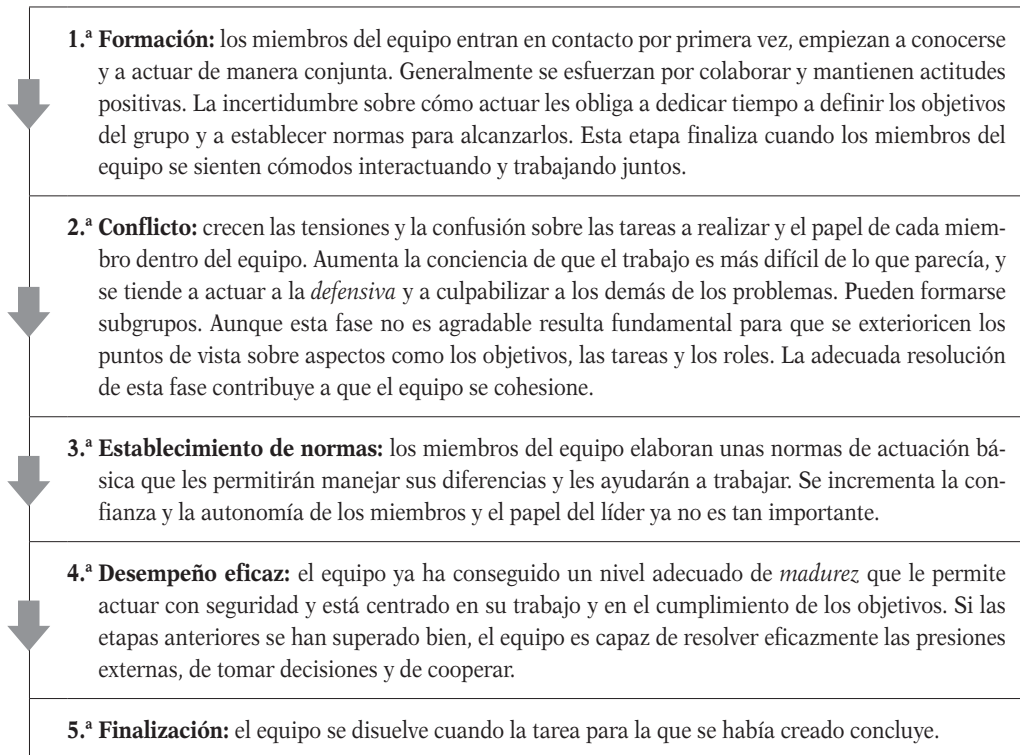 1.ª Formación: los miembros del equipo entran en contacto por primera vez, empiezan a conocerse
y a actuar de manera conjunta. Generalmente se esfuerzan por colaborar y mantienen actitudes
positivas. La incertidumbre sobre cómo actuar les obliga a dedicar tiempo a definir los objetivos
del grupo y a establecer normas para alcanzarlos. Esta etapa finaliza cuando los miembros del
equipo se sienten cómodos interactuando y trabajando juntos.
2.ª Conflicto: crecen las tensiones y la confusión sobre las tareas a realizar y el papel de cada miem-
bro dentro del equipo. Aumenta la conciencia de que el trabajo es más difícil de lo que parecía, y
se tiende a actuar a la defensiva y a culpabilizar a los demás de los problemas. Pueden formarse
subgrupos. Aunque esta fase no es agradable resulta fundamental para que se exterioricen los
puntos de vista sobre aspectos como los objetivos, las tareas y los roles. La adecuada resolución
de esta fase contribuye a que el equipo se cohesione.
3.ª Establecimiento de normas: los miembros del equipo elaboran unas normas de actuación bá-
sica que les permitirán manejar sus diferencias y les ayudarán a trabajar. Se incrementa la con-
fianza y la autonomía de los miembros y el papel del líder ya no es tan importante.
4.ª Desempeño eficaz: el equipo ya ha conseguido un nivel adecuado de madurez que le permite
actuar con seguridad y está centrado en su trabajo y en el cumplimiento de los objetivos. Si las
etapas anteriores se han superado bien, el equipo es capaz de resolver eficazmente las presiones
externas, de tomar decisiones y de cooperar.
5.ª Finalización: el equipo se disuelve cuando la tarea para la que se había creado concluye.